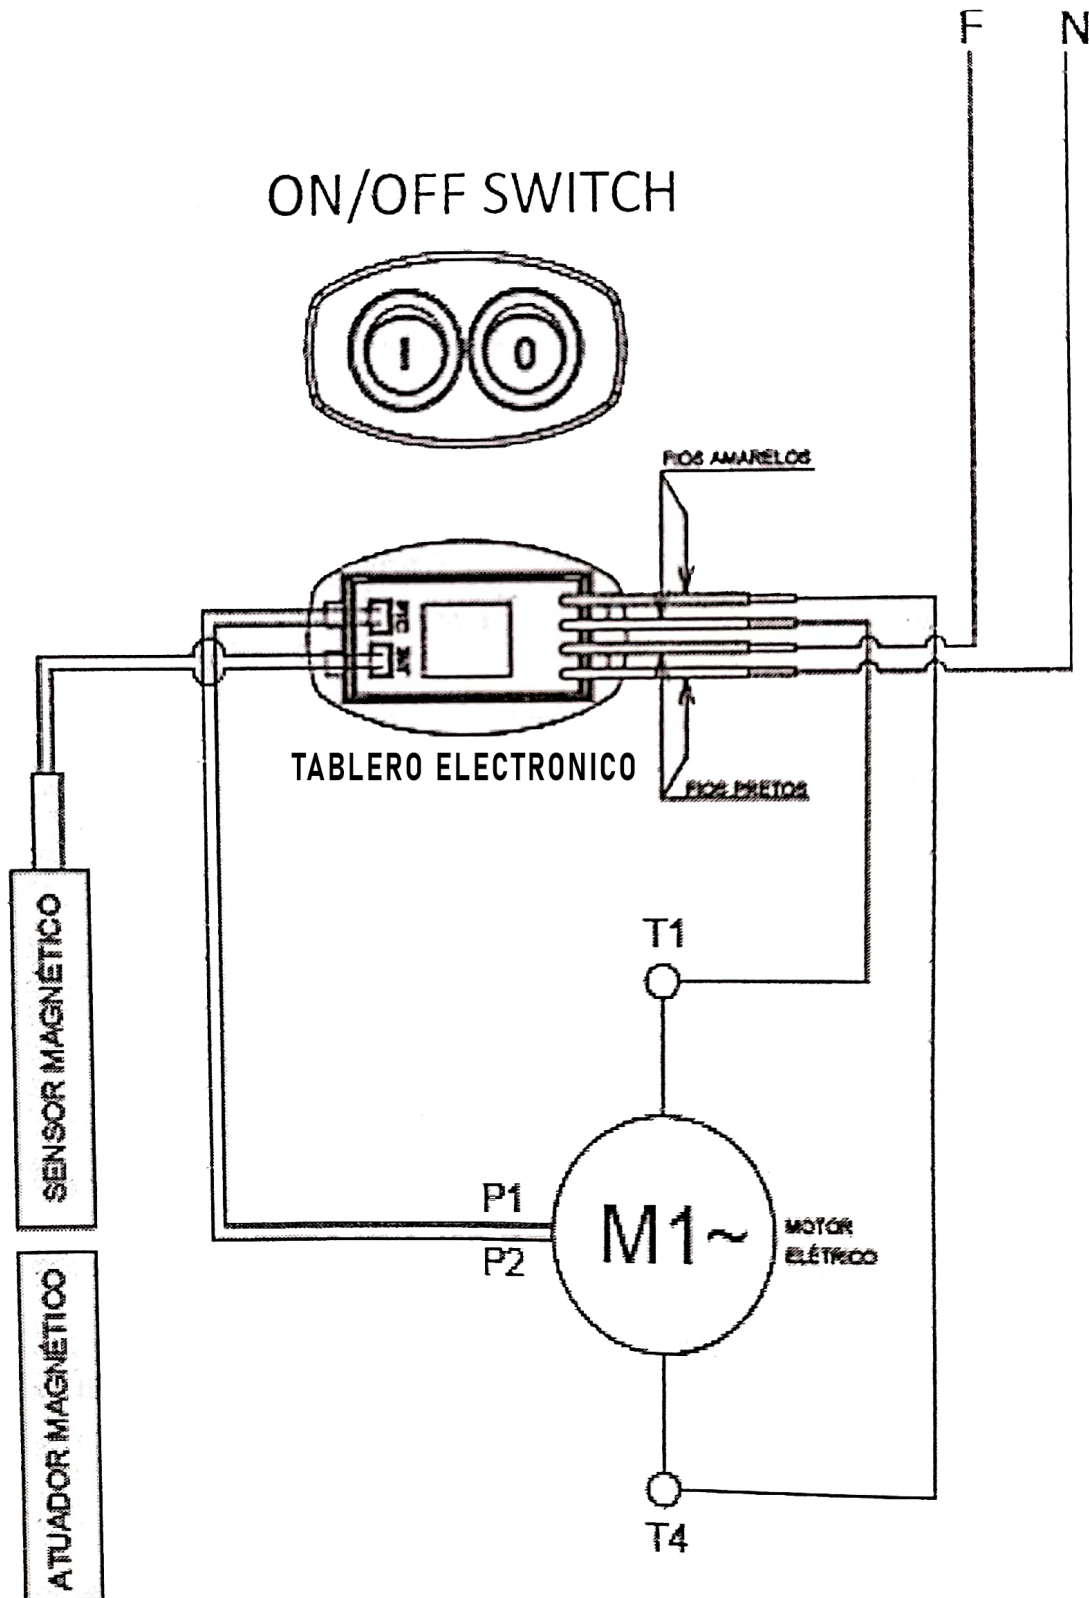 F
N
ON/OFF SWITCH
I
O
FIOS AMARELOS
PTC
TABLERO ELECTRONICO
FIOS PRETOS
SENSOR MAGNÉTICO
T1
P1
P2
M1~
MOTOR
ELÉTRICO
ATUADOR MAGNÉTICO
T4